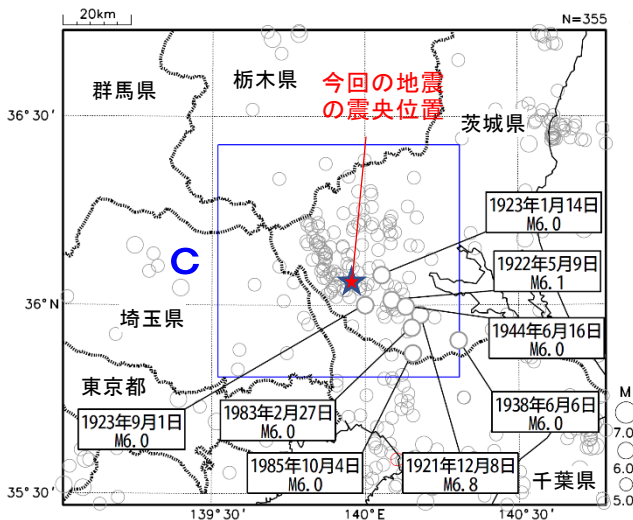 20km
N=355
群馬県
栃木県
今回の地震
の震央位置
茨城県
36°30′
1923年1月14日
M6.0
1922年5月9日
M6.1
C
36°N
埼玉県
1944年6月16日
M6.0
東京都
1923年9月1日
M6.0
1983年2月27日
M6.0
1938年6月6日
M6.0
1985年10月4日
M6.0
1921年12月8日
M6.8
千葉県
M
7.0
6.0
5.0
35°30′
139°30′
140°E
140°30′